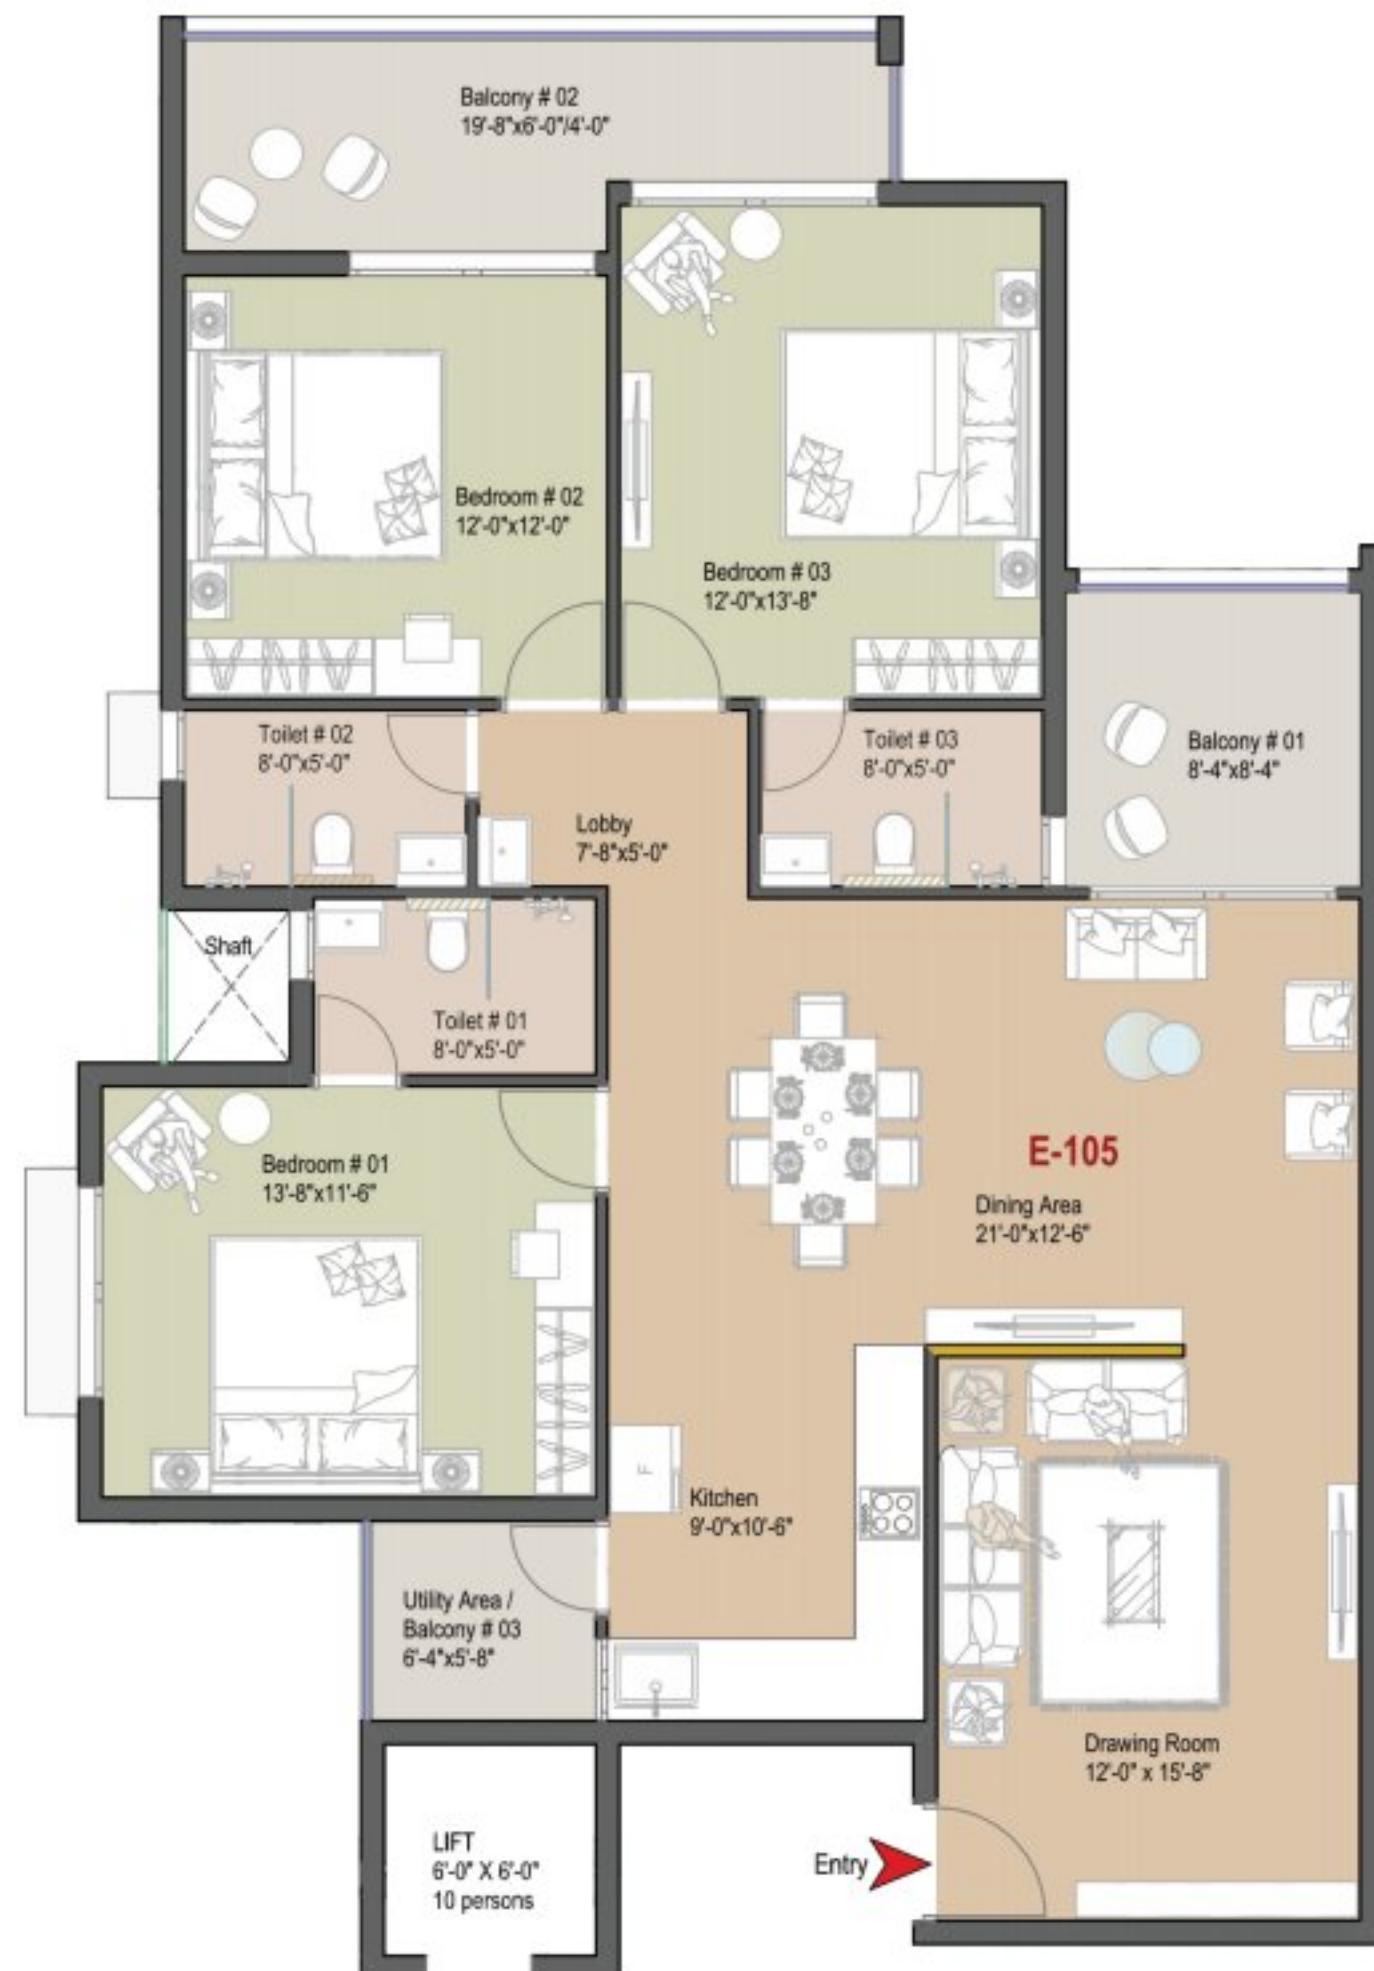 Balcony # 02
19'-8"x6'-0"/4'-0"
Bedroom # 02
12'-0"x12'-0"
Bedroom # 03
12'-0"x13'-8"
Toilet # 02
8'-0"x5'-0"
Toilet # 03
8'-0"x5'-0"
Balcony # 01
8'-4"x8'-4"
Lobby
7'-8"x5'-0"
Shaft
Toilet # 01
8'-0"x5'-0"
Bedroom # 01
13'-8"x11'-6"
E-105
Dining Area
21'-0"x12'-6"
F
Kitchen
9'-0"x10'-6"
Utility Area /
Balcony # 03
6'-4"x5'-8"
Drawing Room
12'-0" x 15'-8"
LIFT
6'-0" X 6'-0"
10 persons
Entry